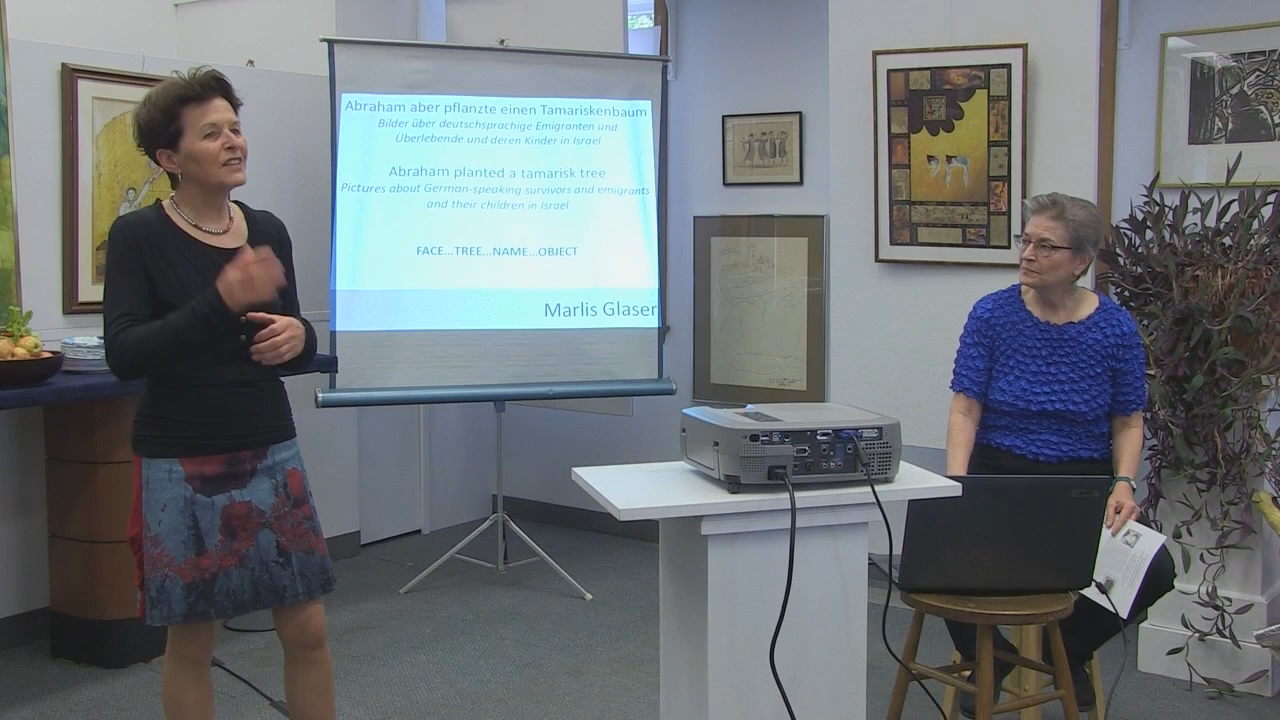 Abraham aber pflanzte einen Tamariskenbaum
Bilder über deutschsprachige Emigranten und
Überlebende und deren Kinder in Israel
Abraham planted a tamarisk tree
Pictures about German-speaking survivors and emigrants
and their children in Israel
FACE...TREE...NAME...OBJECT
Marlis Glaser